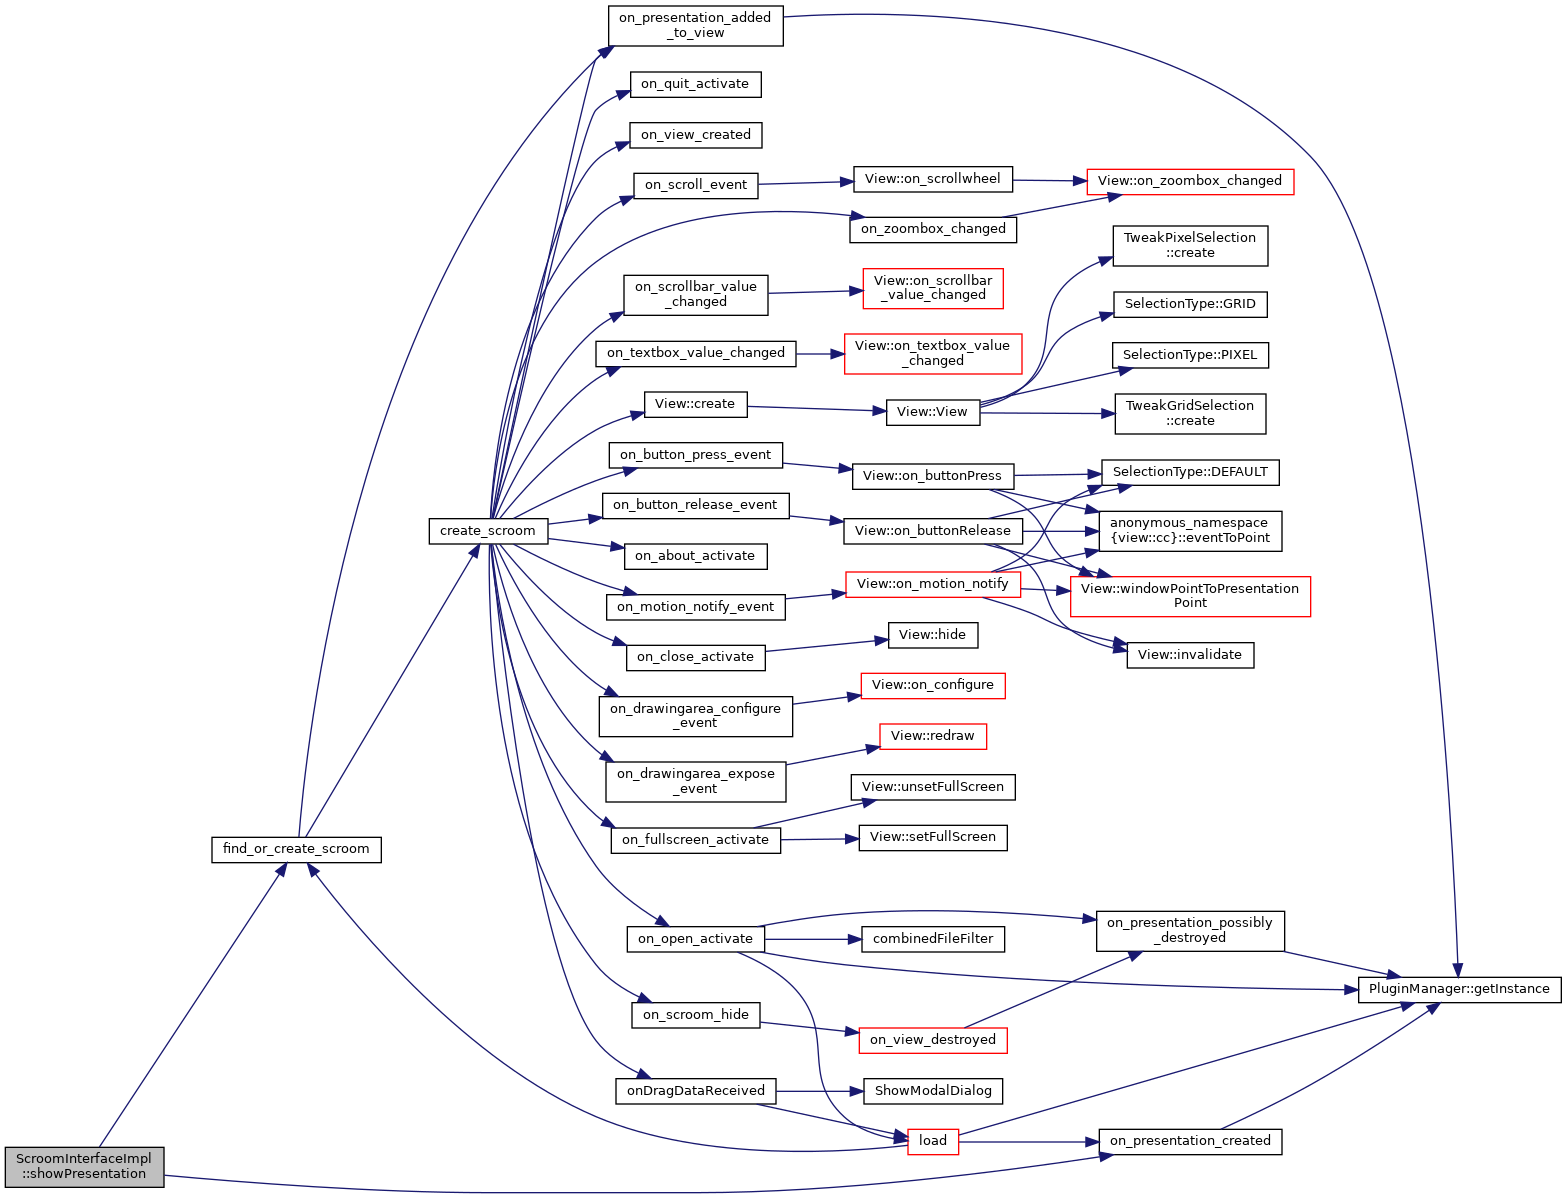 on_presentation_added
_to_view
on_quit_activate
on_view_created
on_scroll_event
View::on_scrollwheel
View::on_zoombox_changed
on_zoombox_changed
TweakPixelSelection
::create
on_scrollbar_value
_changed
View::on_scrollbar
_value_changed
SelectionType::GRID
on_textbox_value_changed
View::on_textbox_value
_changed
SelectionType::PIXEL
View::create
View::View
TweakGridSelection
::create
on_button_press_event
View::on_buttonPress
SelectionType::DEFAULT
on_button_release_event
create_scroom
View::on_buttonRelease
anonymous_namespace
{view::cc}::eventToPoint
on_about_activate
View::on_motion_notify
View::windowPointToPresentation
Point
on_motion_notify_event
View::hide
on_close_activate
View::invalidate
View::on_configure
on_drawingarea_configure
_event
View::redraw
on_drawingarea_expose
_event
View::unsetFullScreen
on_fullscreen_activate
View::setFullScreen
find_or_create_scroom
on_open_activate
combinedFileFilter
on_presentation_possibly
_destroyed
PluginManager::getInstance
on_scroom_hide
on_view_destroyed
onDragDataReceived
ShowModalDialog
load
on_presentation_created
ScroomInterfaceImpl
::showPresentation